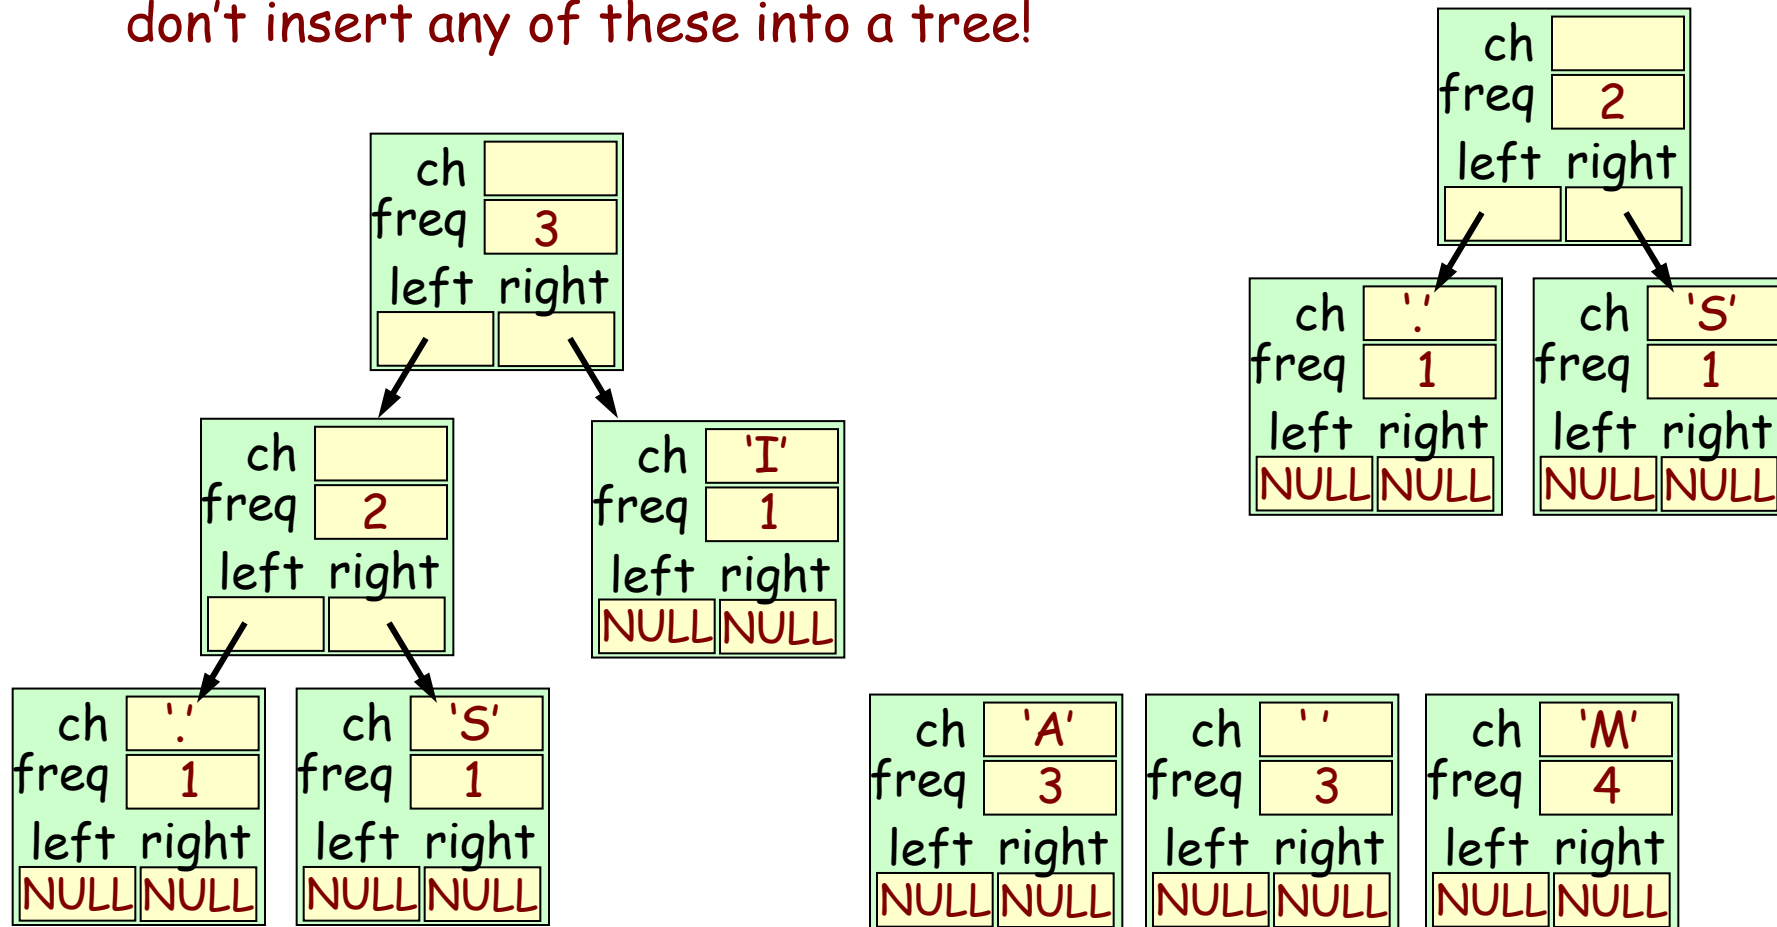 don't insert any of these into a tree!
ch
freq 2
left right
ch
freq 3
left right
ch '.'
freq 1
left right
NULL NULL
ch 'S'
freq 1
left right
NULL NULL
ch
freq 2
left right
ch 'I'
freq 1
left right
NULL NULL
ch '.'
freq 1
left right
NULL NULL
ch 'S'
freq 1
left right
NULL NULL
ch 'A'
freq 3
left right
NULL NULL
ch ' '
freq 3
left right
NULL NULL
ch 'M'
freq 4
left right
NULL NULL